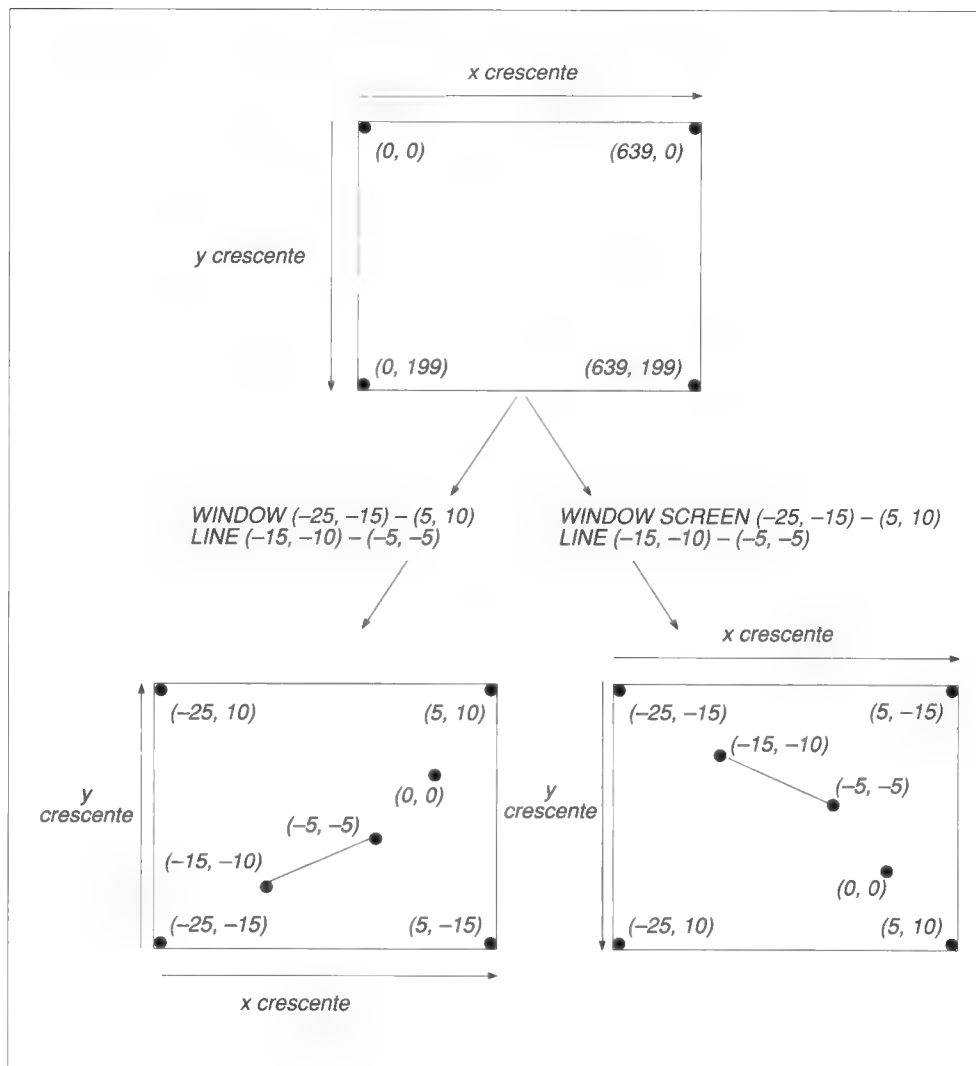 x crescente
(0, 0)
(639, 0)
y crescente
(0, 199)
(639, 199)
WINDOW (–25, –15) – (5, 10)
LINE (–15, –10) – (–5, –5)
WINDOW SCREEN (–25, –15) – (5, 10)
LINE (–15, –10) – (–5, –5)
(–25, 10)
(5, 10)
y
crescente
(0, 0)
(–5, –5)
(–15, –10)
(–25, –15)
(5, –15)
x crescente
x crescente
(–25, –15)
(5, –15)
(–15, –10)
y
crescente
(–5, –5)
(0, 0)
(–25, 10)
(5, 10)